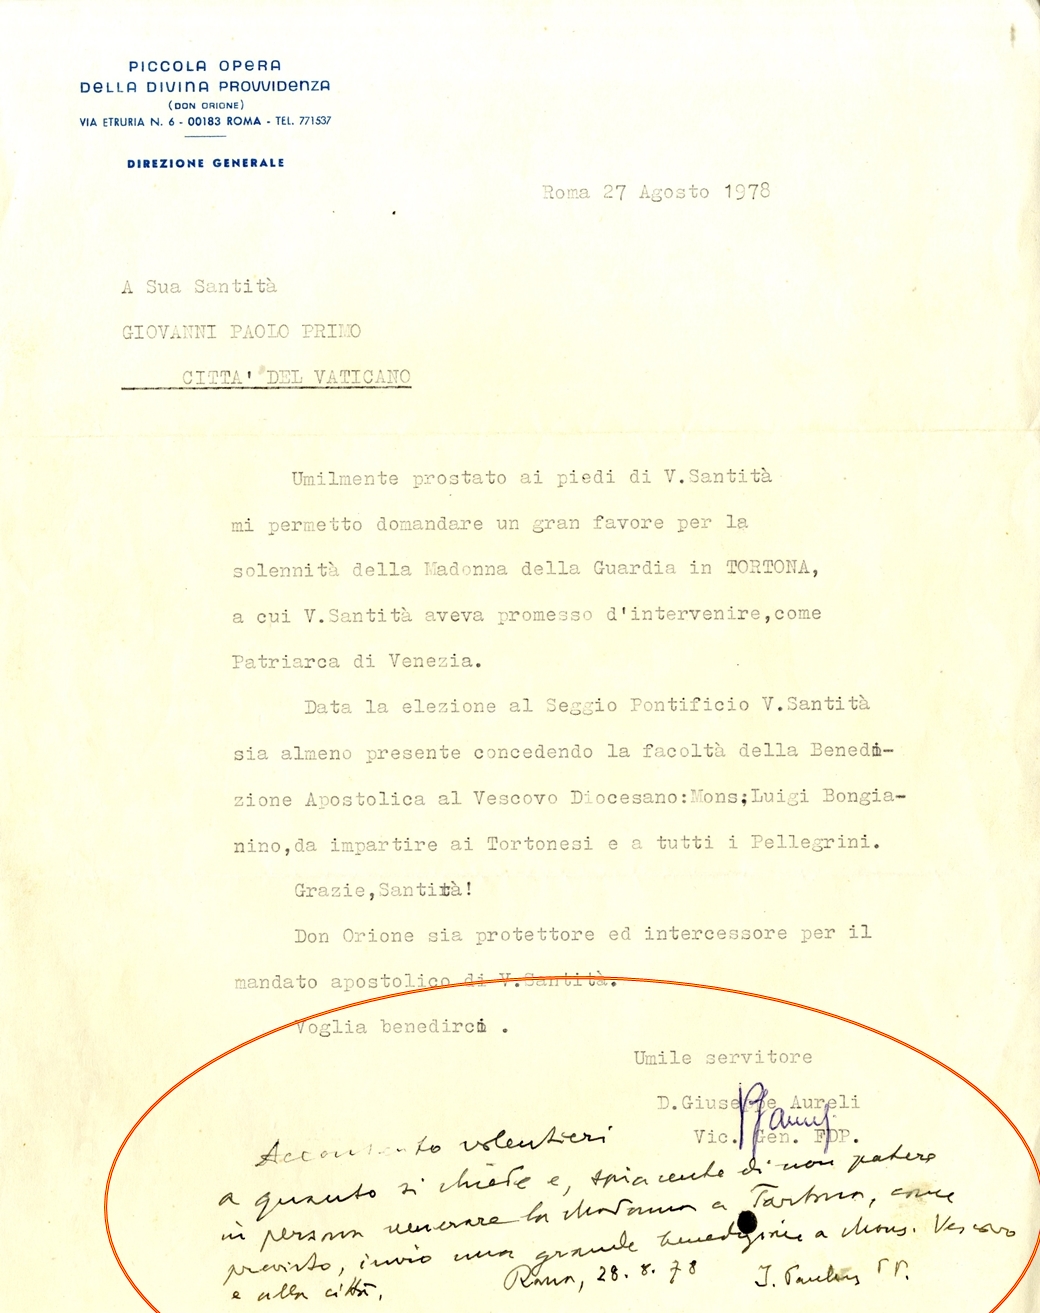 PICCOLA OPERA
DELLA DIVINA PROVVIDENZA
(DON ORIONE)
VIA ETRURIA N. 6 - 00183 ROMA - TEL. 771537
DIREZIONE GENERALE
Roma 27 Agosto 1978
A Sua Santità
GIOVANNI PAOLO PRIMO
CITTA' DEL VATICANO
Umilmente prostato ai piedi di V.Santità
mi permetto domandare un gran favore per la
solennità della Madonna della Guardia in TORTONA,
a cui V.Santità aveva promesso d'intervenire,come
Patriarca di Venezia.
Data la elezione al Seggio Pontificio V.Santità
sia almeno presente concedendo la facoltà della Benedi-
zione Apostolica al Vescovo Diocesano:Mons;Luigi Bongia-
nino,da impartire ai Tortonesi e a tutti i Pellegrini.
Grazie,Santità!
Don Orione sia protettore ed intercessore per il
mandato apostolico di V.Santità.
Voglia benedirci .
Umile servitore
D.Giuseppe Aureli
Vic. Gen. FDP.
volentieri
a quanto si chiede e, spiacente di non potere
in persona venerare la Madonna a Tortona, come
previsto, invio una grande benedizione a Mons. Vescovo
e alla città.
Roma, 28. 8. 78
PP.